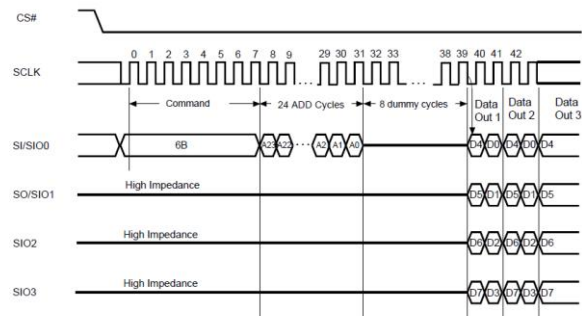 CS#
0 1 2 3 4 5 6 7 8 9 29 30 31 32 33 38 39 40 41 42
SCLK
Command 24 ADD Cycles 8 dummy cycles Data Out 1 Data Out 2 Data Out 3
SI/SIO0 6B A23 A22 ... A2 A1 A0 D4 D0 D4 D0 D4
High Impedance
SO/SIO1 D5 D1 D5 D1 D5
High Impedance
SIO2 D6 D2 D6 D2 D6
High Impedance
SIO3 D7 D3 D7 D3 D7